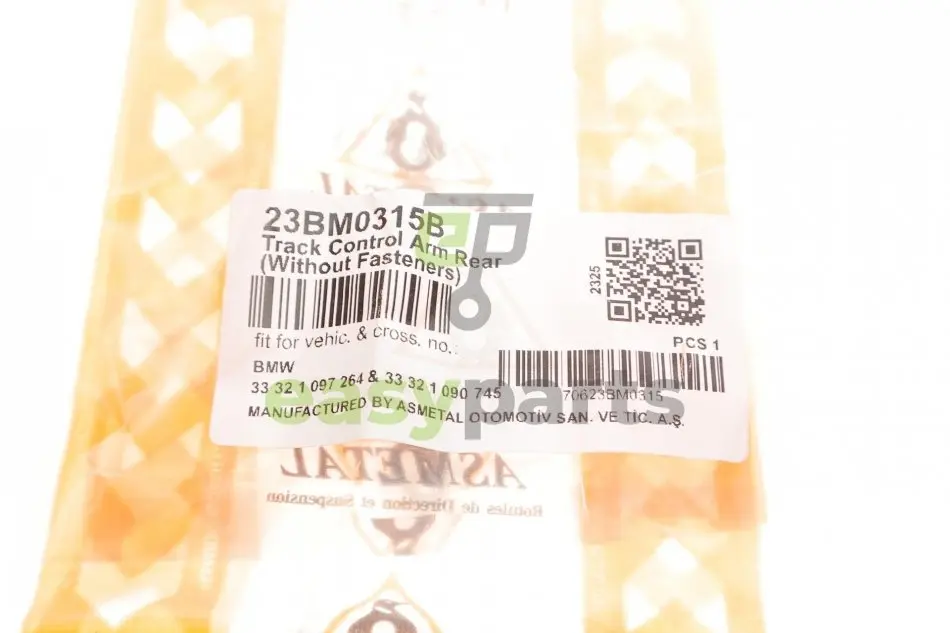 23BM0315B
Track Control Arm Rear
(Without Fasteners)
2325
PCS 1
fit for vehic. & cross. no.:
BMW
33 32 1 097 264 & 33 32 1 090 745
70623BM0315
MANUFACTURED BY ASMETAL OTOMOTİV SAN. VE TİC. A.Ş.
easyparts
ASMETAL
Rotules de Direction et Suspension